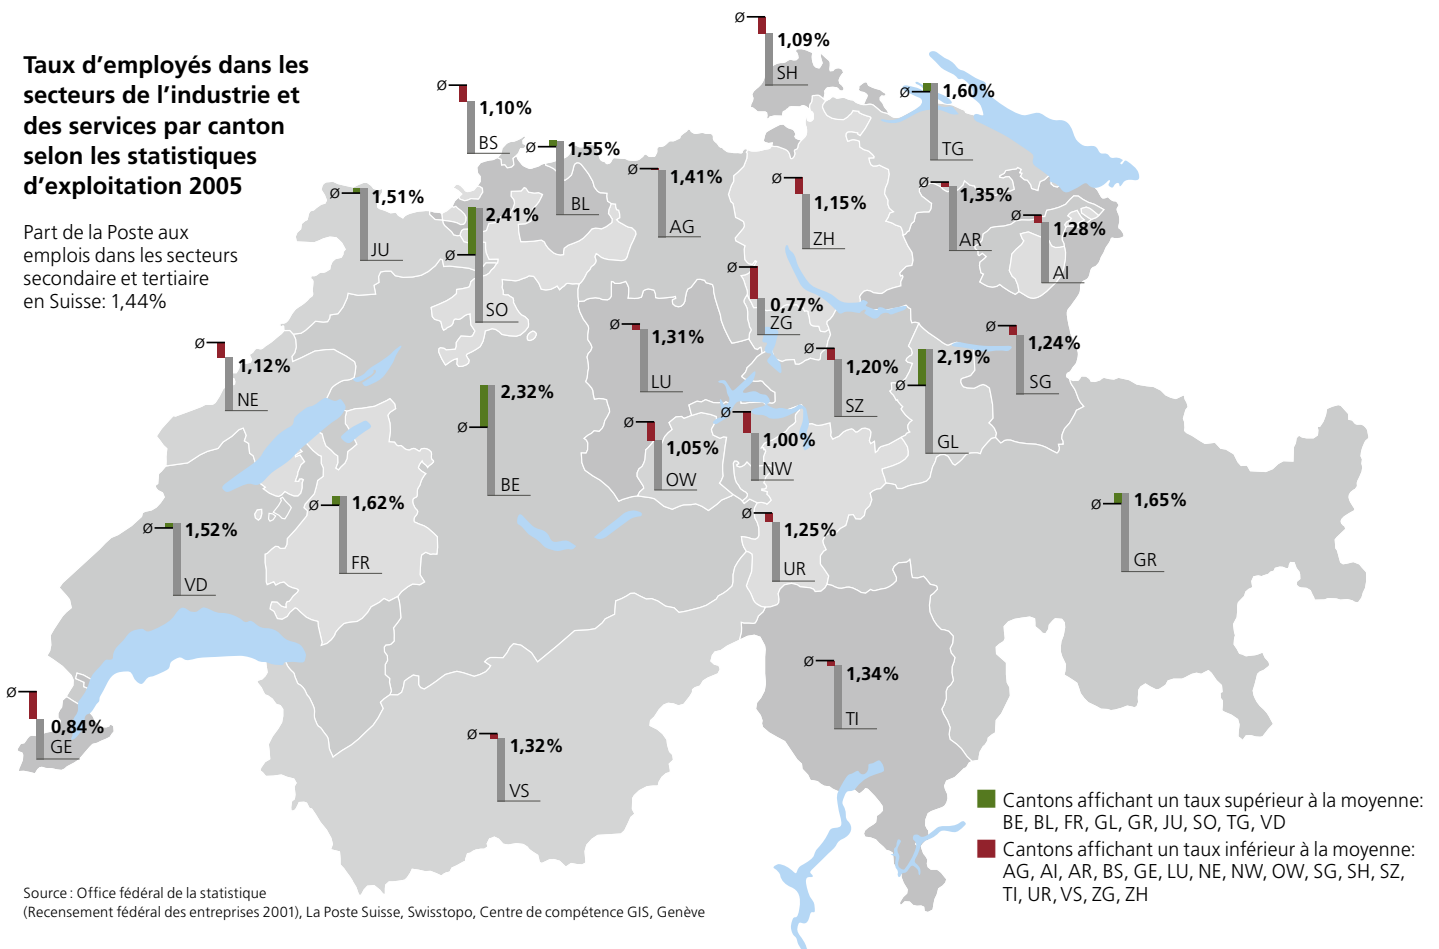 Taux d’employés dans les
secteurs de l’industrie et
des services par canton
selon les statistiques
d’exploitation 2005
Part de la Poste aux
emplois dans les secteurs
secondaire et tertiaire
en Suisse: 1,44%
Ø
1,09%
SH
Ø
1,10%
BS
Ø
1,60%
TG
Ø
1,55%
BL
Ø
1,41%
AG
Ø
1,15%
ZH
Ø
1,35%
AR
Ø
1,28%
AI
Ø
1,51%
JU
2,41%
Ø
SO
Ø
0,77%
ZG
Ø
1,31%
LU
Ø
1,20%
SZ
2,19%
Ø
GL
Ø
1,24%
SG
Ø
1,12%
NE
2,32%
Ø
BE
Ø
1,05%
OW
Ø
1,00%
NW
Ø
1,62%
FR
Ø
1,52%
VD
Ø
1,25%
UR
Ø
1,65%
GR
Ø
0,84%
GE
Ø
1,32%
VS
Ø
1,34%
TI
Cantons affichant un taux supérieur à la moyenne:
BE, BL, FR, GL, GR, JU, SO, TG, VD
Cantons affichant un taux inférieur à la moyenne:
AG, AI, AR, BS, GE, LU, NE, NW, OW, SG, SH, SZ,
TI, UR, VS, ZG, ZH
Source : Office fédéral de la statistique
(Recensement fédéral des entreprises 2001), La Poste Suisse, Swisstopo, Centre de compétence GIS, Genève